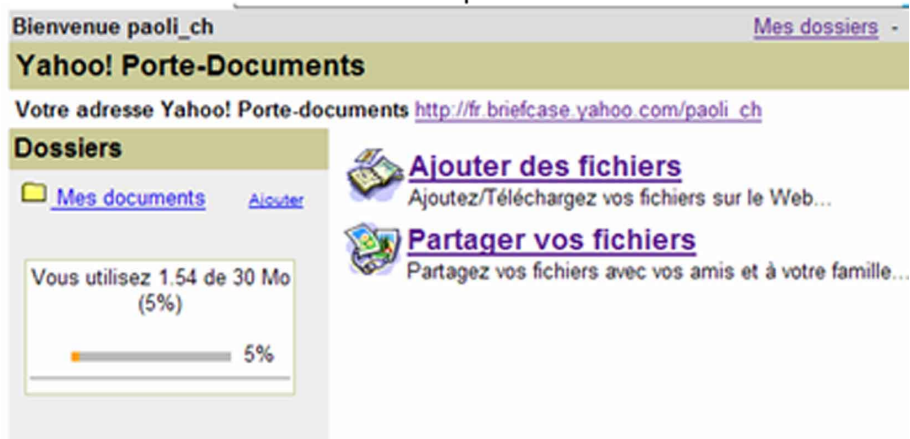 Bienvenue paoli_ch
Mes dossiers -
Yahoo! Porte-Documents
Votre adresse Yahoo! Porte-documents http://fr.briefcase.yahoo.com/paoli_ch
Dossiers
Mes documents Ajouter
Vous utilisez 1.54 de 30 Mo
(5%)
5%
Ajouter des fichiers
Ajoutez/Téléchargez vos fichiers sur le Web...
Partager vos fichiers
Partagez vos fichiers avec vos amis et à votre famille...